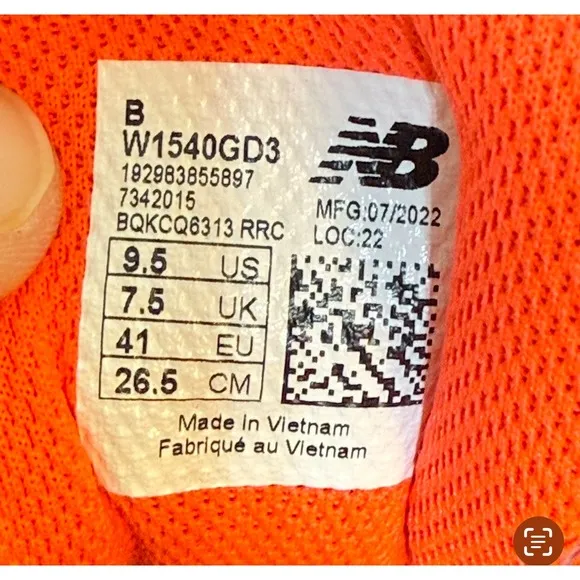 B
W1540GD3
192983855897
7342015
BQKCQ6313 RRC
NB
MFG:07/2022
LOC:22
9.5 US
7.5 UK
41 EU
26.5 CM
Made in Vietnam
Fabriqué au Vietnam